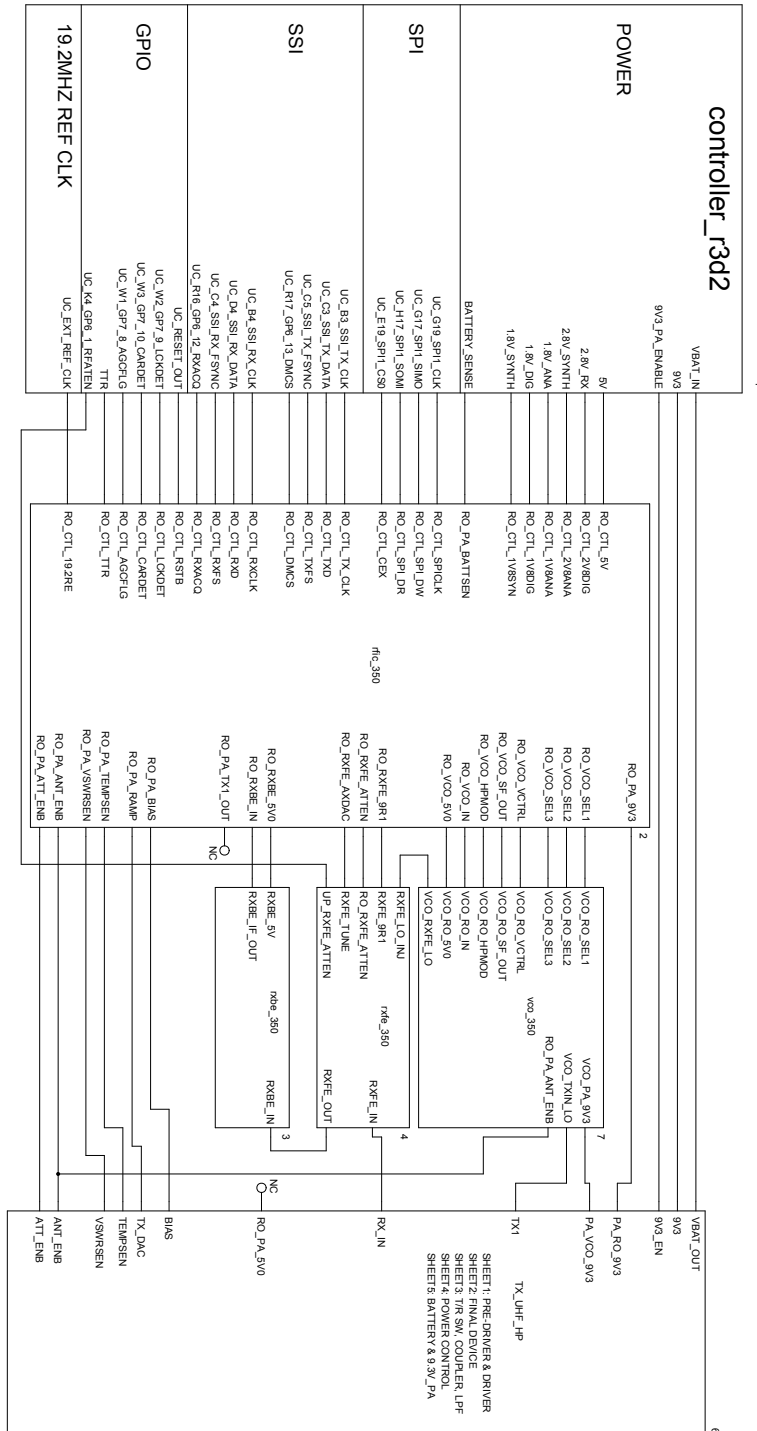 controller_r3d2
POWER
SPI
SSI
GPIO
19.2MHZ REF CLK
VBAT_IN
9V3
9V3_PA_ENABLE
5V
2.8V_RX
2.8V_SYNTH
1.8V_ANA
1.8V_DIG
1.8V_SYNTH
BATTERY_SENSE
UC_G19_SPI1_CLK
UC_G17_SPI1_SIMO
UC_H17_SPI1_SOMI
UC_E19_SPI1_CS0
UC_B3_SSI_TX_CLK
UC_C3_SSI_TX_DATA
UC_C5_SSI_TX_FSYNC
UC_R17_GP6_13_DMCS
UC_B4_SSI_RX_CLK
UC_D4_SSI_RX_DATA
UC_C4_SSI_RX_FSYNC
UC_R16_GP6_12_RXACQ
UC_RESET_OUT
UC_W2_GP7_9_LCKDET
UC_W3_GP7_10_CARDET
UC_W1_GP7_8_AGCFLG
TTR
UC_K4_GP6_1_RFATEN
UC_EXT_REF_CLK
RO_CTL_5V
RO_CTL_2V8DIG
RO_CTL_2V8ANA
RO_CTL_1V8ANA
RO_CTL_1V8DIG
RO_CTL_1V8SYN
RO_PA_BATTSEN
RO_CTL_SPICLK
RO_CTL_SPI_DW
RO_CTL_SPI_DR
RO_CTL_CEX
RO_CTL_TX_CLK
RO_CTL_TXD
RO_CTL_TXFS
RO_CTL_DMCS
RO_CTL_RXCLK
RO_CTL_RXD
RO_CTL_RXFS
RO_CTL_RXACQ
RO_CTL_RSTB
RO_CTL_LCKDET
RO_CTL_CARDET
RO_CTL_AGCFLG
RO_CTL_TTR
RO_CTL_19.2RE
rfic_350
RO_PA_9V3
RO_VCO_SEL1
RO_VCO_SEL2
RO_VCO_SEL3
RO_VCO_VCTRL
RO_VCO_SF_OUT
RO_VCO_HPMOD
RO_VCO_IN
RO_VCO_5V0
RO_RXFE_9R1
RO_RXFE_ATTEN
RO_RXFE_AXDAC
RO_RXBE_5V0
RO_RXBE_IN
RO_PA_TX1_OUT
RO_PA_BIAS
RO_PA_RAMP
RO_PA_TEMPSEN
RO_PA_VSWRSEN
RO_PA_ANT_ENB
RO_PA_ATT_ENB
2
NC
VCO_RO_SEL1
VCO_RO_SEL2
VCO_RO_SEL3
VCO_RO_VCTRL
VCO_RO_SF_OUT
VCO_RO_HPMOD
VCO_RO_IN
VCO_RO_5V0
VCO_RXFE_LO
vco_350
VCO_PA_9V3
VCO_TXIN_LO
RO_PA_ANT_ENB
7
RXFE_LO_INJ
RXFE_9R1
RO_RXFE_ATTEN
RXFE_TUNE
UP_RXFE_ATTEN
rxfe_350
RXFE_IN
RXFE_OUT
4
RXBE_5V
RXBE_IF_OUT
rxbe_350
RXBE_IN
3
VBAT_OUT
9V3
9V3_EN
PA_RO_9V3
PA_VCO_9V3
TX1
RX_IN
NC
RO_PA_5V0
BIAS
TX_DAC
TEMPSEN
VSWRSEN
ANT_ENB
ATT_ENB
TX_UHF_HP
SHEET1: PRE-DRIVER & DRIVER
SHEET2: FINAL DEVICE
SHEET3: T/R SW, COUPLER, LPF
SHEET4: POWER CONTROL
SHEET5: BATTERY & 9.3V_PA